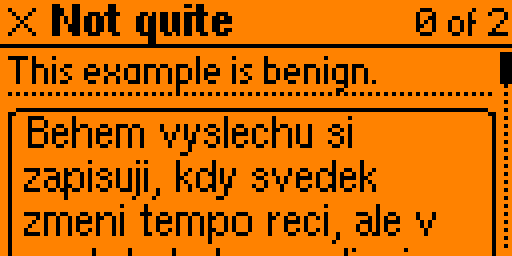 Not quite
0 of 2
This example is benign.
Behem vyslechu si
zapisuji, kdy svedek
zmeni tempo reci, ale v